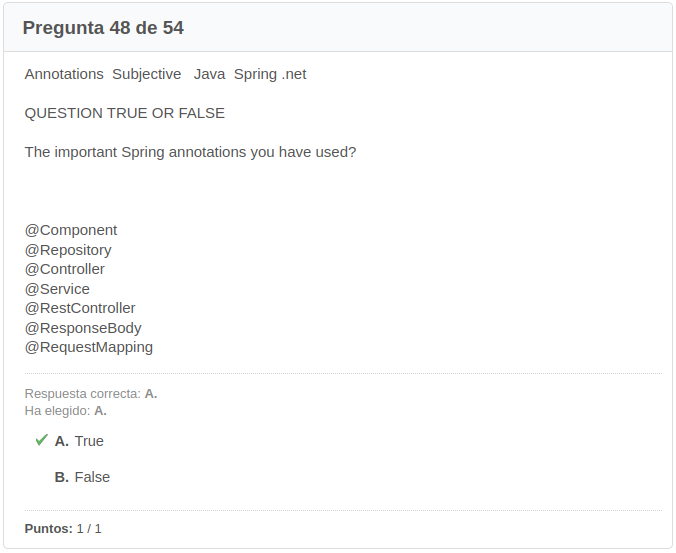 Pregunta 48 de 54
Annotations  Subjective   Java  Spring .net
QUESTION TRUE OR FALSE
The important Spring annotations you have used?
@Component
@Repository
@Controller
@Service
@RestController
@ResponseBody
@RequestMapping
Respuesta correcta: A.
Ha elegido: A.
A. True
B. False
Puntos: 1 / 1